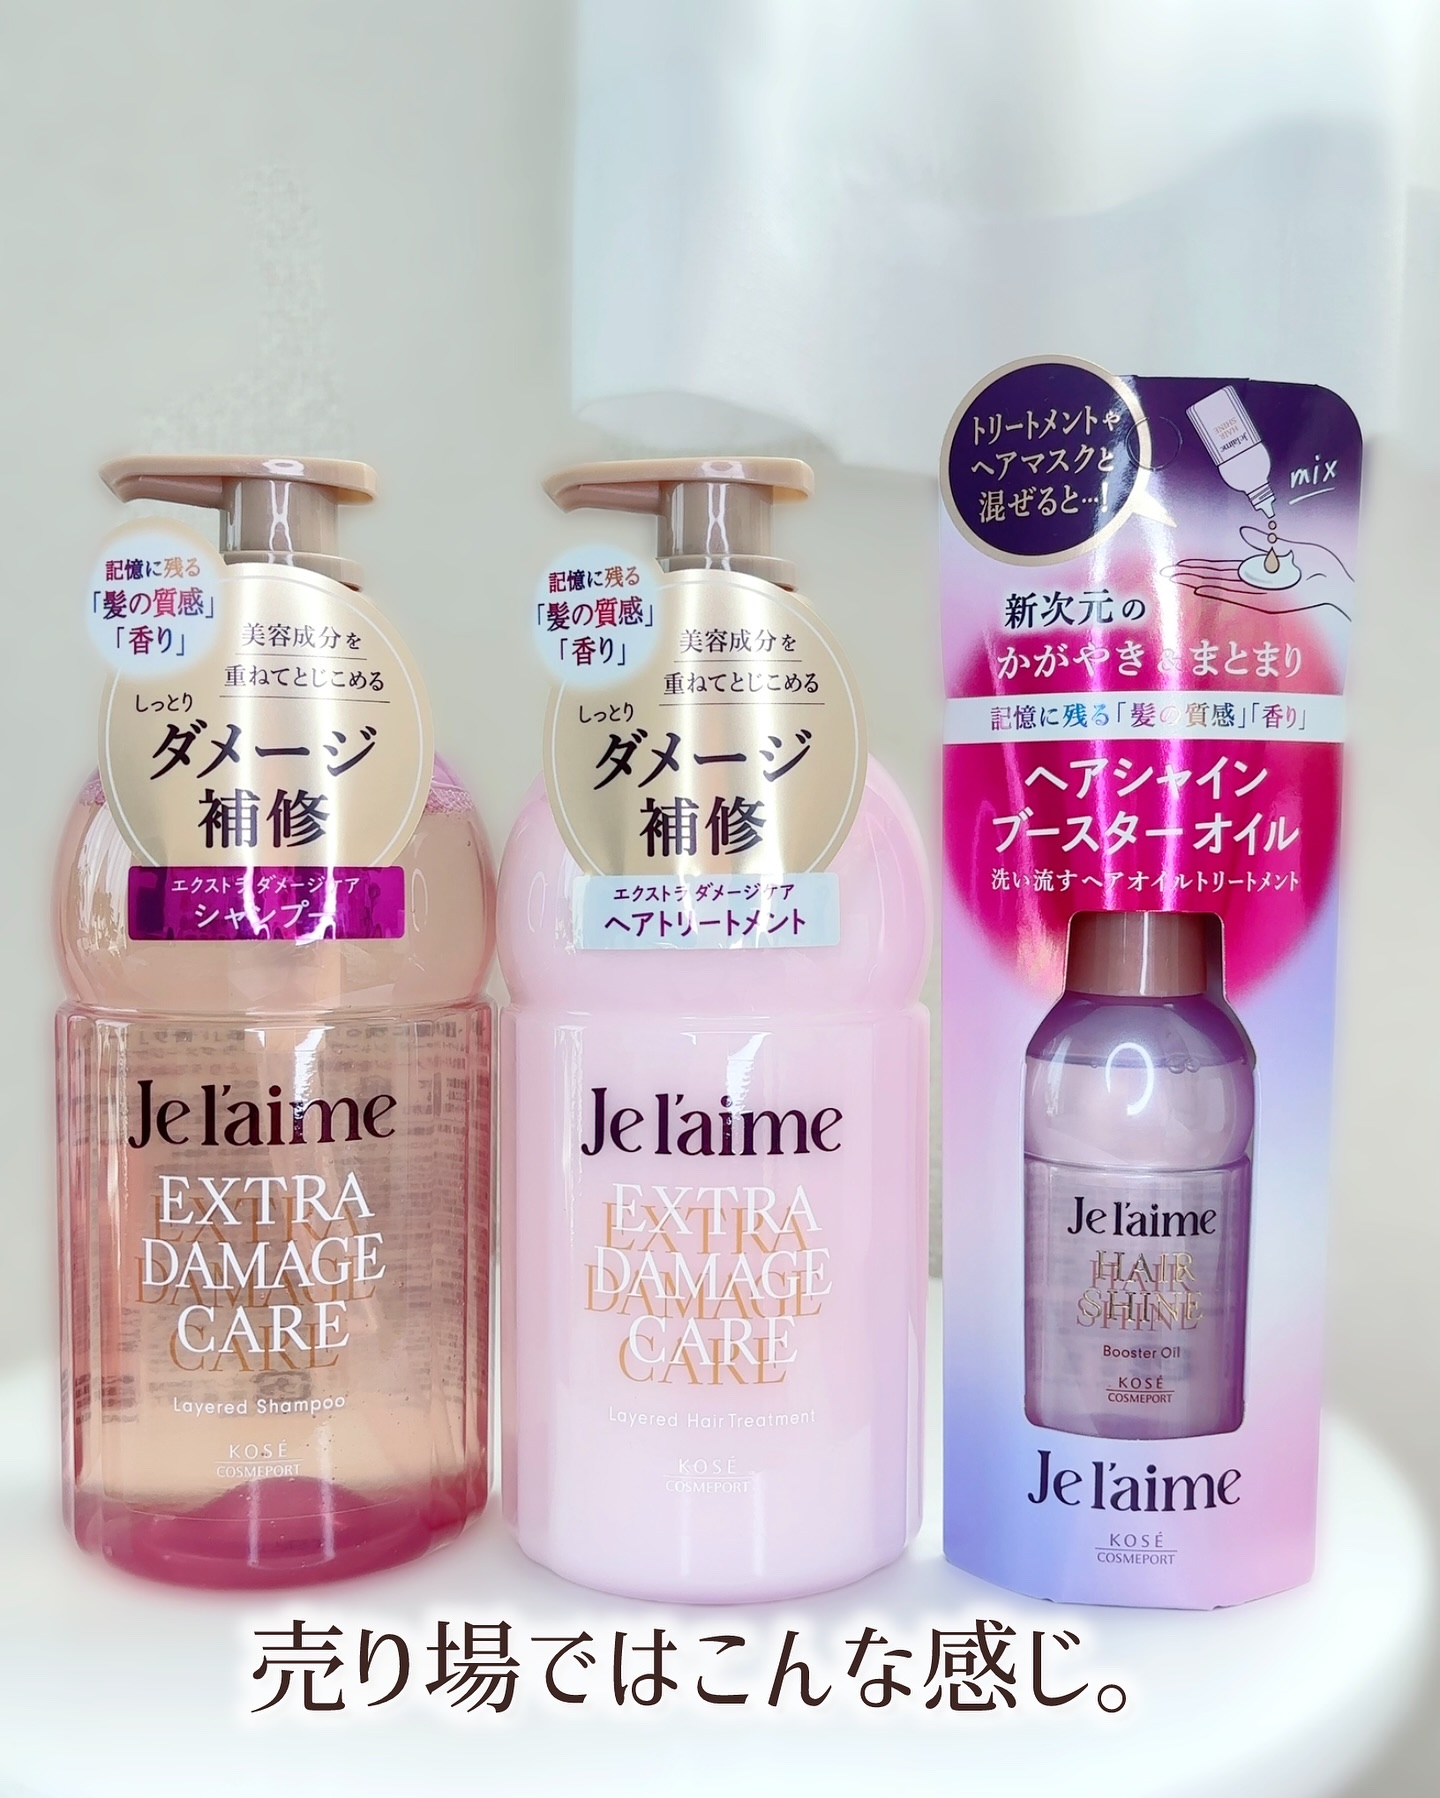 記憶に残る
「髪の質感」
「香り」
美容成分を
重ねてとじこめる
しっとり
ダメージ
補修
エクストラ ダメージケア
シャンプー
Je l'aime
EXTRA
DAMAGE
CARE
Layered Shampoo
KOSÉ
COSMEPORT
記憶に残る
「髪の質感」
「香り」
美容成分を
重ねてとじこめる
しっとり
ダメージ
補修
エクストラ ダメージケア
ヘアトリートメント
Je l'aime
EXTRA
DAMAGE
CARE
Layered Hair Treatment
KOSÉ
COSMEPORT
トリートメントや
ヘアマスクと
混ぜると…!
Je l'aime
HAIR
SHINE
mix
新次元の
かがやき&まとまり
記憶に残る「髪の質感」「香り」
ヘアシャイン
ブースター オイル
洗い流すヘアオイルトリートメント
Je l'aime
HAIR
SHINE
Booster Oil
KOSÉ
COSMEPORT
Je l'aime
KOSÉ
COSMEPORT
売り場ではこんな感じ。